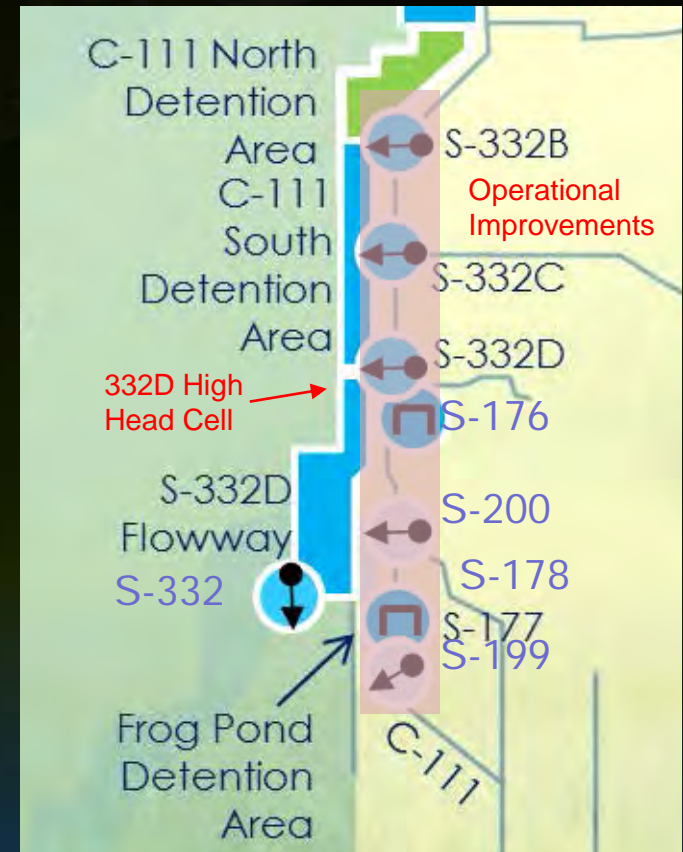 C-111 North
Detention
Area
C-111
South
Detention
Area
S-332B
Operational
Improvements
S-332C
S-332D
332D High
Head Cell
S-176
S-332D
Flowway
S-200
S-332
S-178
S-177
S-199
Frog Pond
Detention
Area
C-111